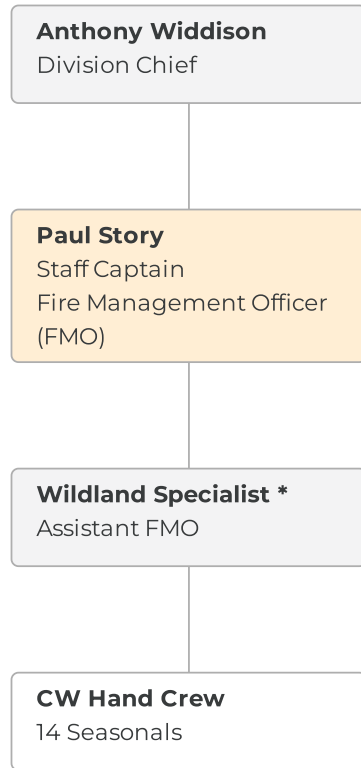 Anthony Widdison
Division Chief
Paul Story
Staff Captain
Fire Management Officer
(FMO)
Wildland Specialist *
Assistant FMO
CW Hand Crew
14 Seasonals